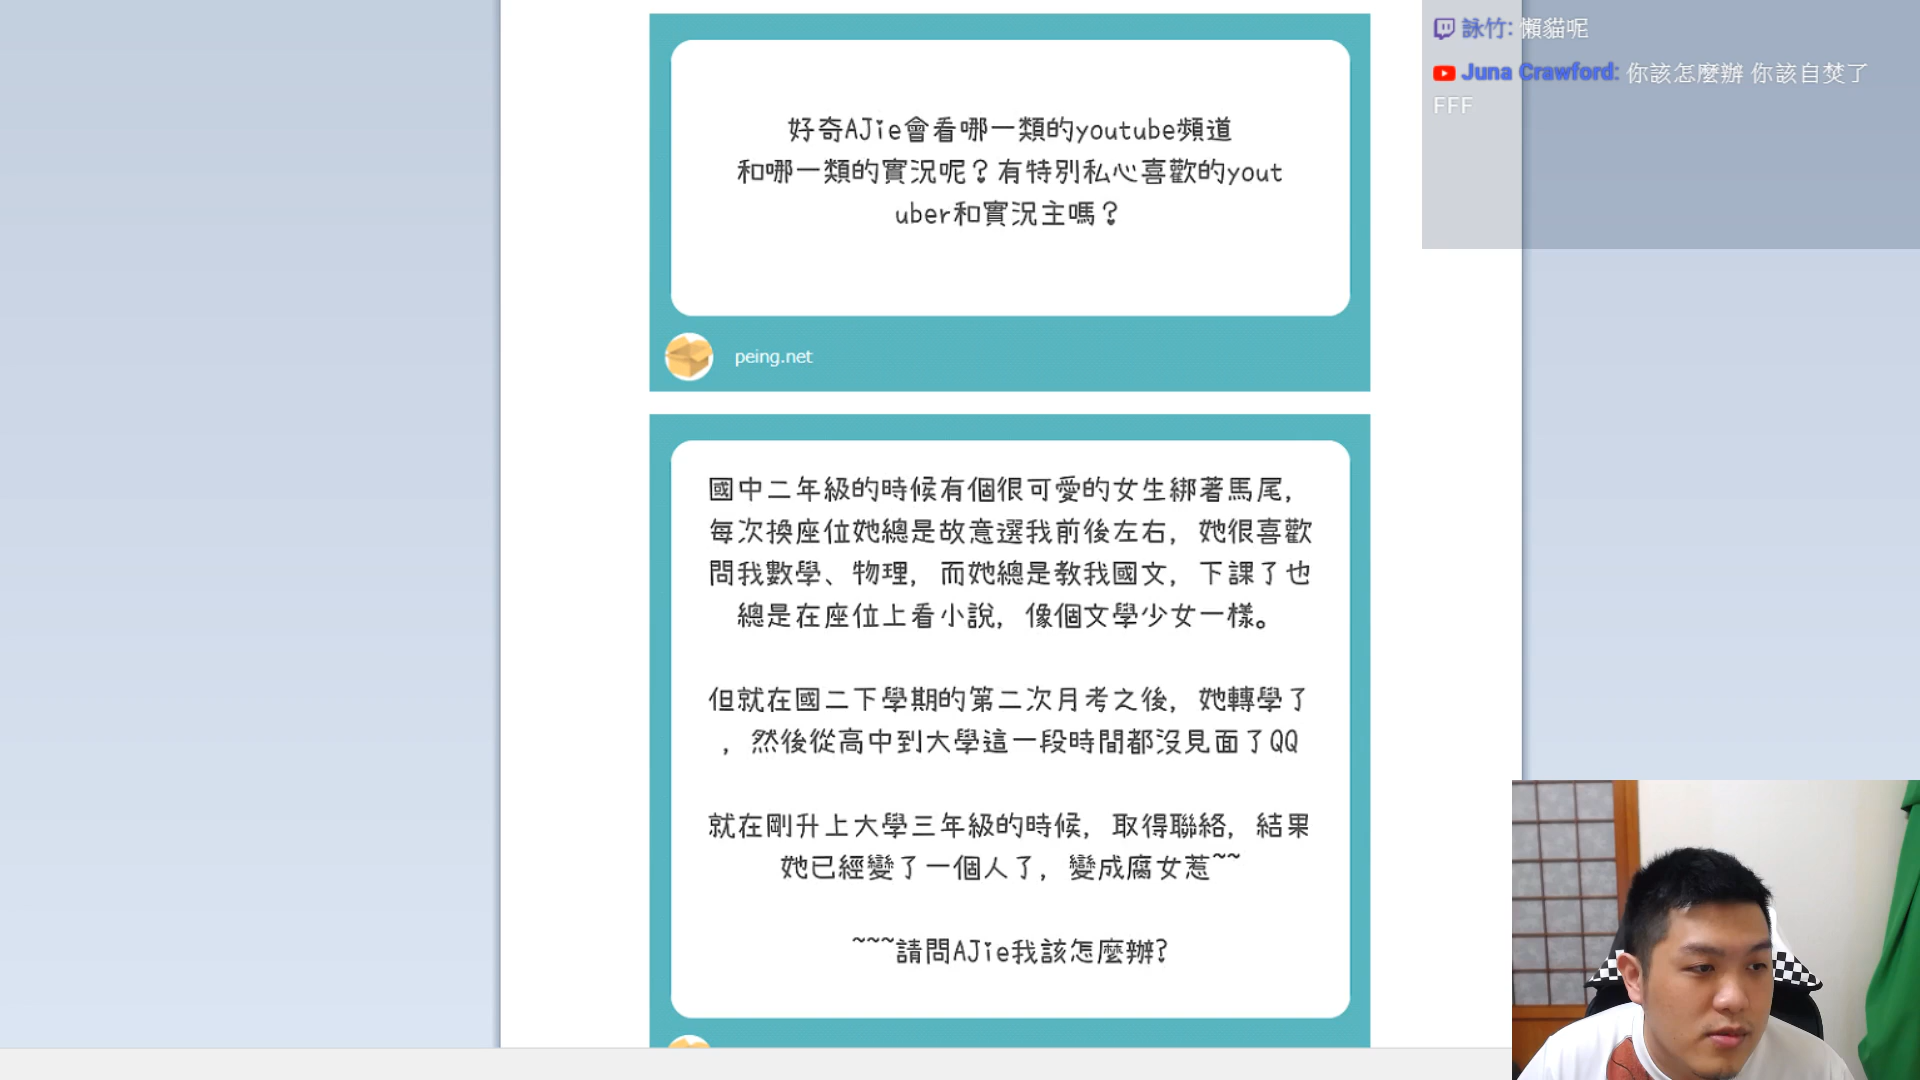 好奇AJie會看哪一類的youtube頻道
和哪一類的實況呢？有特別私心喜歡的yout
uber和實況主嗎？
peing.net
國中二年級的時候有個很可愛的女生綁著馬尾，
每次換座位她總是故意選我前後左右，她很喜歡
問我數學、物理，而她總是教我國文，下課了也
總是在座位上看小說，像個文學少女一樣。
但就在國二下學期的第二次月考之後，她轉學了
，然後從高中到大學這一段時間都沒見面了QQ
就在剛升上大學三年級的時候，取得聯絡，結果
她已經變了一個人了，變成腐女惹~~
~~~請問AJie我該怎麼辦?
詠竹: 懶貓呢
Juna Crawford: 你該怎麼辦 你該自焚了
FFF